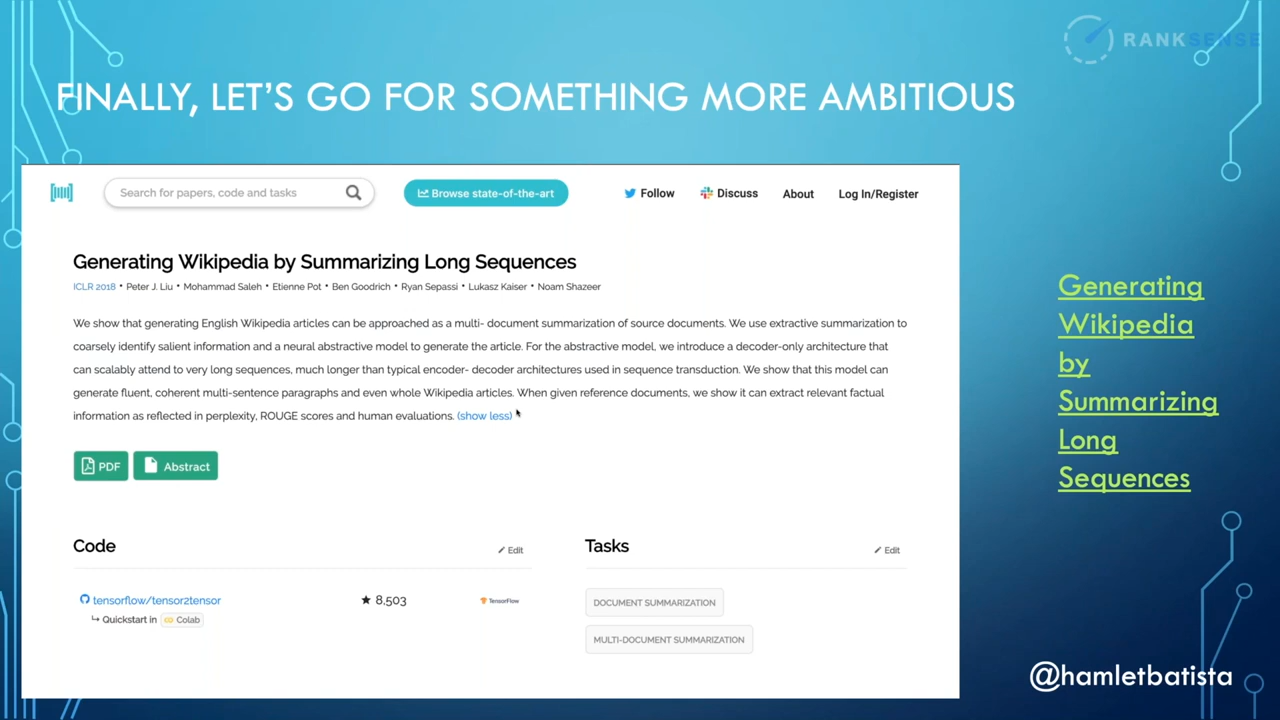 RANKSENSE
FINALLY, LET'S GO FOR SOMETHING MORE AMBITIOUS
Search for papers, code and tasks
Browse state-of-the-art
Follow
Discuss
About
Log In/Register
Generating Wikipedia by Summarizing Long Sequences
ICLR 2018 • Peter J. Liu • Mohammad Saleh • Etienne Pot • Ben Goodrich • Ryan Sepassi • Lukasz Kaiser • Noam Shazeer
We show that generating English Wikipedia articles can be approached as a multi- document summarization of source documents. We use extractive summarization to
coarsely identify salient information and a neural abstractive model to generate the article. For the abstractive model, we introduce a decoder-only architecture that
can scalably attend to very long sequences, much longer than typical encoder- decoder architectures used in sequence transduction. We show that this model can
generate fluent, coherent multi-sentence paragraphs and even whole Wikipedia articles. When given reference documents, we show it can extract relevant factual
information as reflected in perplexity, ROUGE scores and human evaluations. (show less)
PDF
Abstract
Code
Edit
tensorflow/tensor2tensor
★ 8,503
TensorFlow
Quickstart in
Colab
Tasks
Edit
DOCUMENT SUMMARIZATION
MULTI-DOCUMENT SUMMARIZATION
Generating
Wikipedia
by
Summarizing
Long
Sequences
@hamletbatista